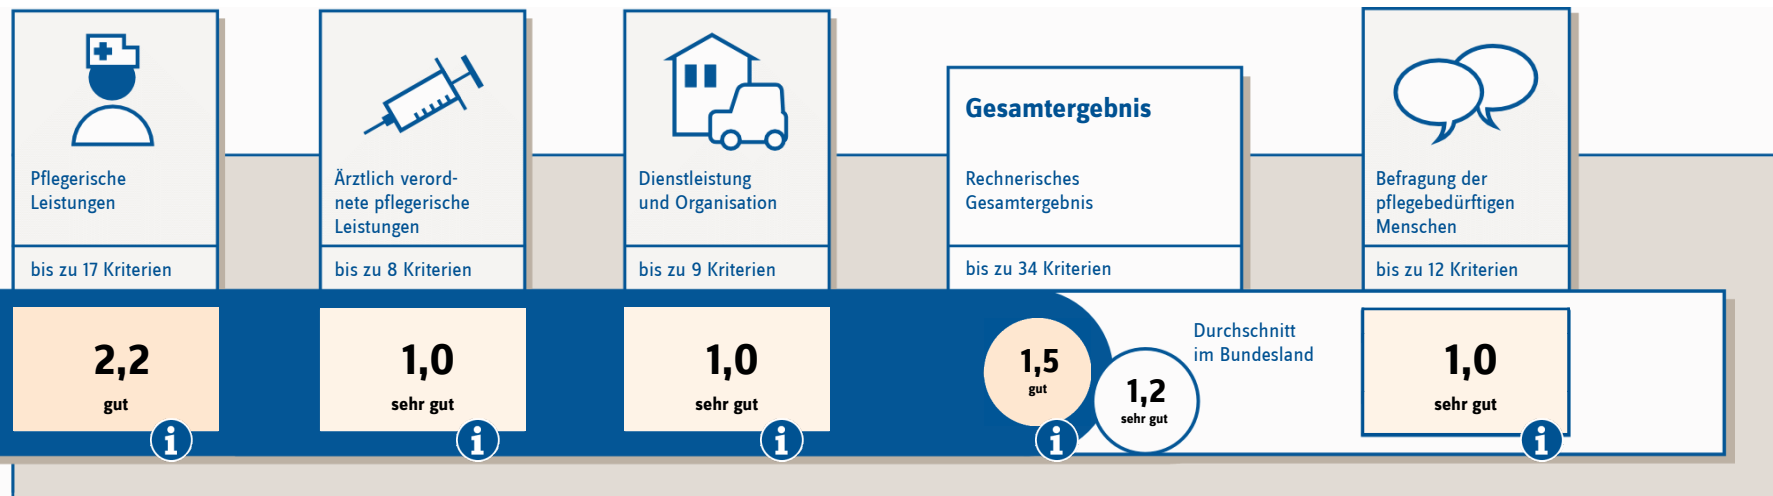 Pflegerische
Leistungen
bis zu 17 Kriterien
2,2
gut
i
Ärztlich verord-
nete pflegerische
Leistungen
bis zu 8 Kriterien
1,0
sehr gut
i
Dienstleistung
und Organisation
bis zu 9 Kriterien
1,0
sehr gut
i
Gesamtergebnis
Rechnerisches
Gesamtergebnis
bis zu 34 Kriterien
1,5
gut
i
1,2
sehr gut
Durchschnitt
im Bundesland
Befragung der
pflegebedürftigen
Menschen
bis zu 12 Kriterien
1,0
sehr gut
i